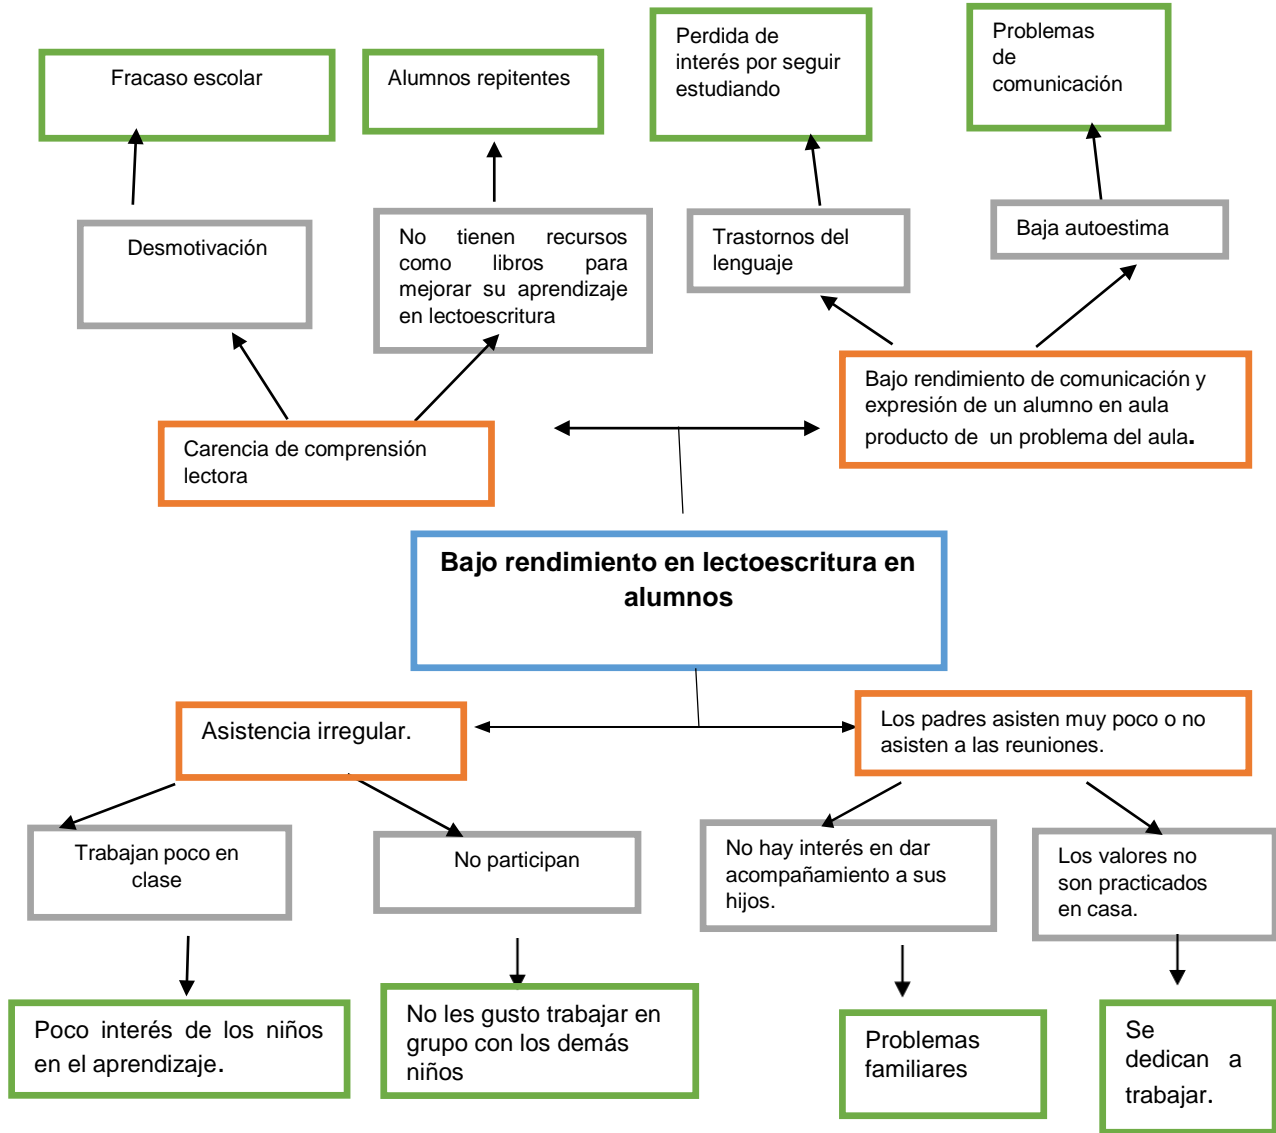 Fracaso escolar
Alumnos repitentes
Perdida de
interés por seguir
estudiando
Problemas
de
comunicación
Desmotivación
No tienen recursos
como libros para
mejorar su aprendizaje
en lectoescritura
Trastornos del
lenguaje
Baja autoestima
Carencia de comprensión
lectora
Bajo rendimiento de comunicación y
expresión de un alumno en aula
producto de un problema del aula.
Bajo rendimiento en lectoescritura en
alumnos
Asistencia irregular.
Los padres asisten muy poco o no
asisten a las reuniones.
Trabajan poco en
clase
No participan
No hay interés en dar
acompañamiento a sus
hijos.
Los valores no
son practicados
en casa.
Poco interés de los niños
en el aprendizaje.
No les gusto trabajar en
grupo con los demás
niños
Problemas
familiares
Se
dedican a
trabajar.